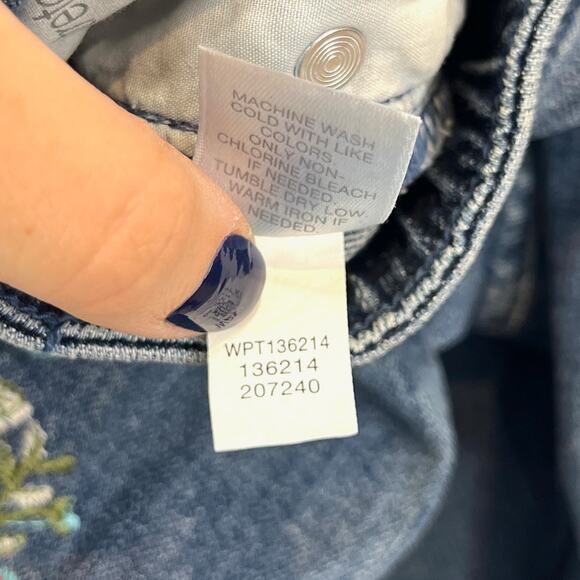 MACHINE WASH
COLD WITH LIKE
COLORS
ONLY NON-
CHLORINE BLEACH
IF NEEDED.
TUMBLE DRY LOW.
WARM IRON IF
NEEDED.
WPT136214
136214
207240